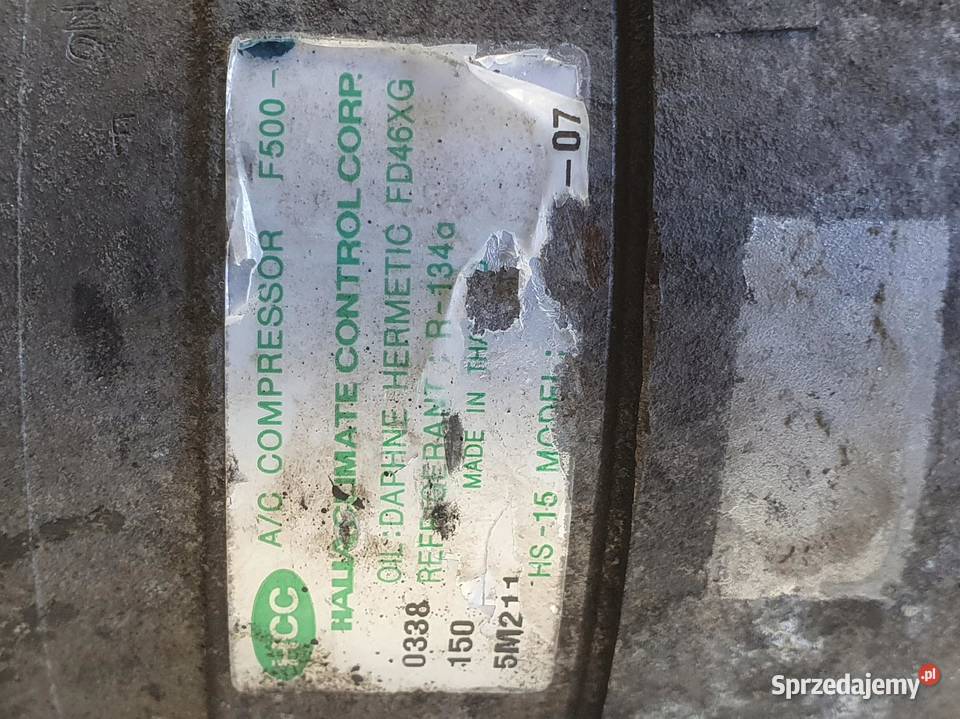 HCC
A/C COMPRESSOR F500-
HALLA CLIMATE CONTROL CORP.
OIL:DAPHNE HERMETIC FD46XG
REFRIGERANT: R-134a
MADE IN
HS-15 MODEL:
-07
0338
150
5M211
Sprzedajemy.pl